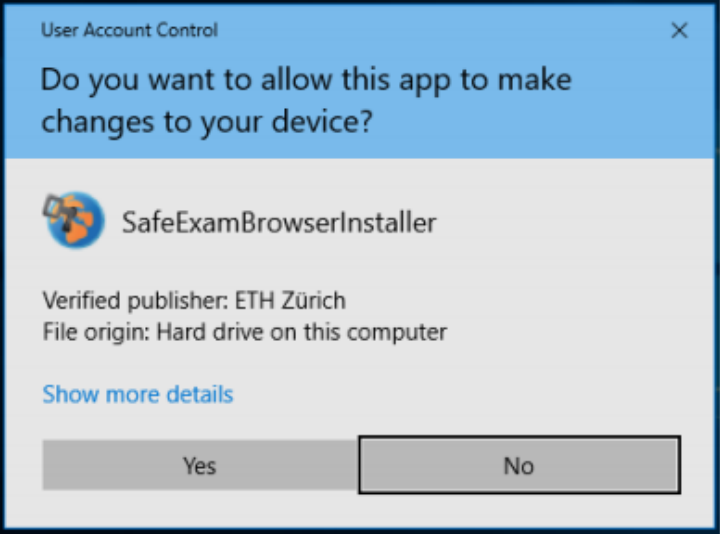 User Account Control
Do you want to allow this app to make
changes to your device?
SafeExamBrowserInstaller
Verified publisher: ETH Zürich
File origin: Hard drive on this computer
Show more details
Yes
No